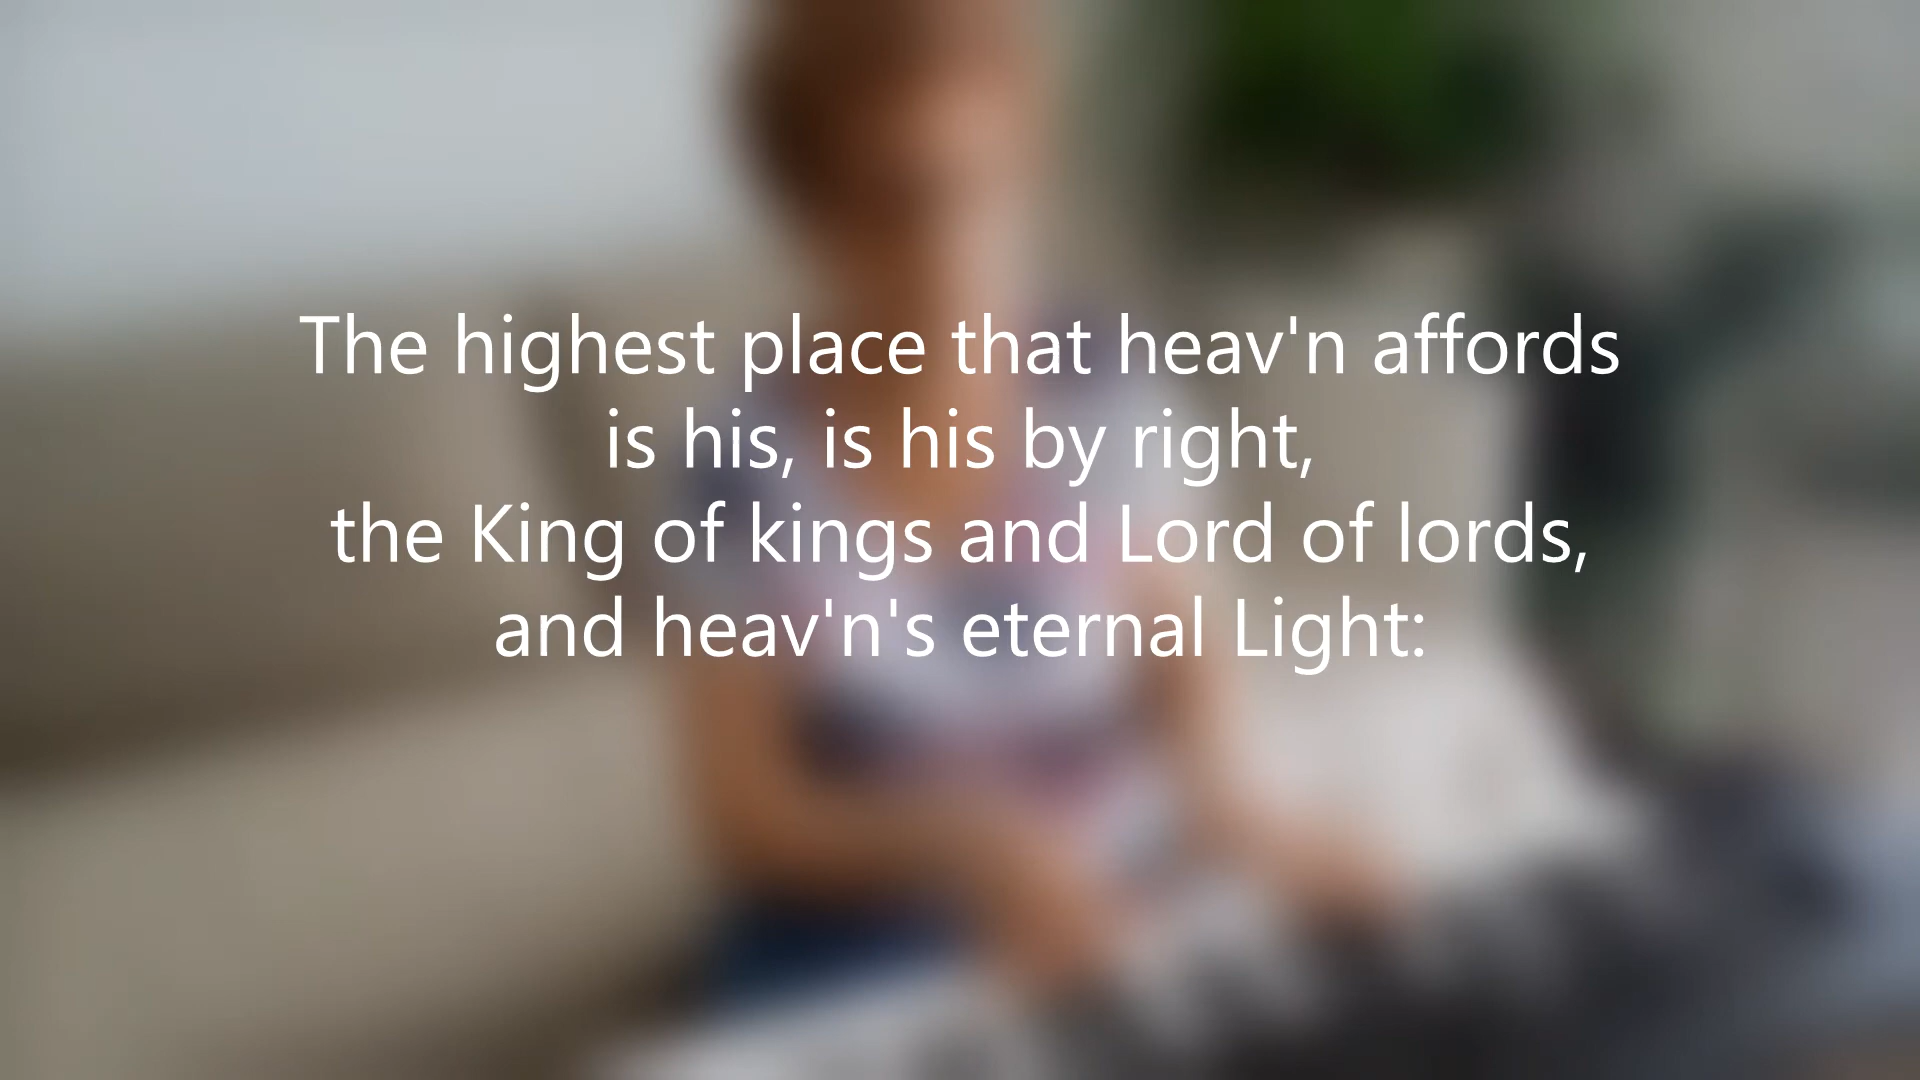 The highest place that heav'n affords
is his, is his by right,
the King of kings and Lord of lords,
and heav'n's eternal Light: